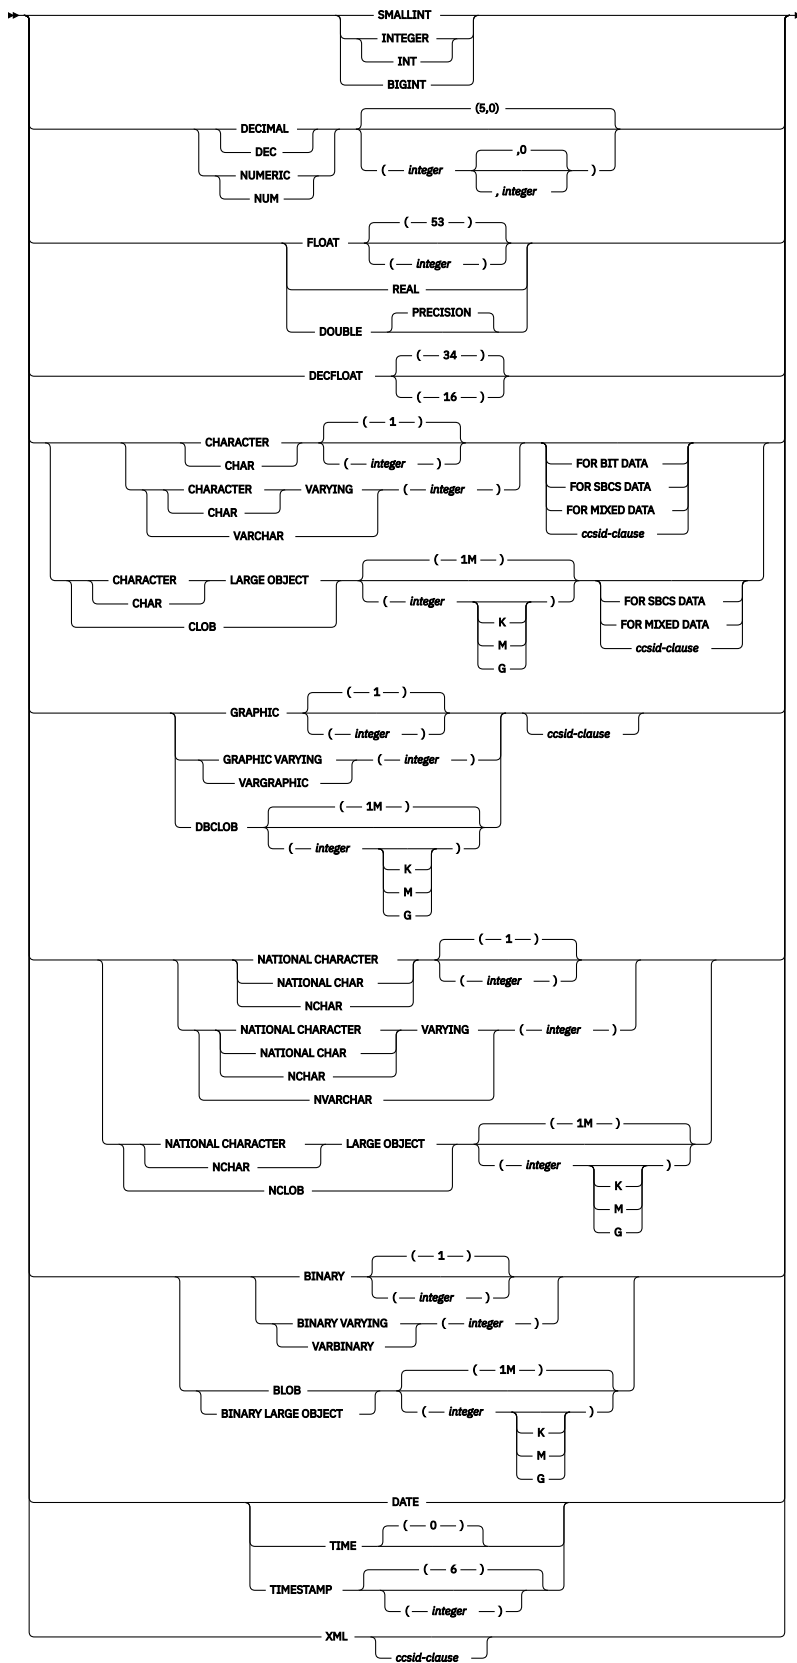 SMALLINT
INTEGER
INT
BIGINT
(5,0)
DECIMAL
DEC
,0
( integer )
NUMERIC
, integer
NUM
( 53 )
FLOAT
( integer )
REAL
PRECISION
DOUBLE
( 34 )
DECFLOAT
( 16 )
( 1 )
CHARACTER
CHAR ( integer ) FOR BIT DATA
CHARACTER VARYING ( integer ) FOR SBCS DATA
CHAR FOR MIXED DATA
VARCHAR ccsid-clause
( 1M )
CHARACTER LARGE OBJECT
CHAR ( integer ) FOR SBCS DATA
K
CLOB FOR MIXED DATA
M ccsid-clause
G
( 1 )
GRAPHIC
( integer ) ccsid-clause
GRAPHIC VARYING ( integer )
VARGRAPHIC
( 1M )
DBCLOB
( integer )
K
M
G
( 1 )
NATIONAL CHARACTER
NATIONAL CHAR ( integer )
NCHAR
NATIONAL CHARACTER VARYING ( integer )
NATIONAL CHAR
NCHAR
NVARCHAR
( 1M )
NATIONAL CHARACTER LARGE OBJECT
NCHAR ( integer )
K
NCLOB
M
G
( 1 )
BINARY
( integer )
BINARY VARYING ( integer )
VARBINARY
( 1M )
BLOB
BINARY LARGE OBJECT ( integer )
K
M
G
DATE
( 0 )
TIME
( 6 )
TIMESTAMP
( integer )
XML
ccsid-clause